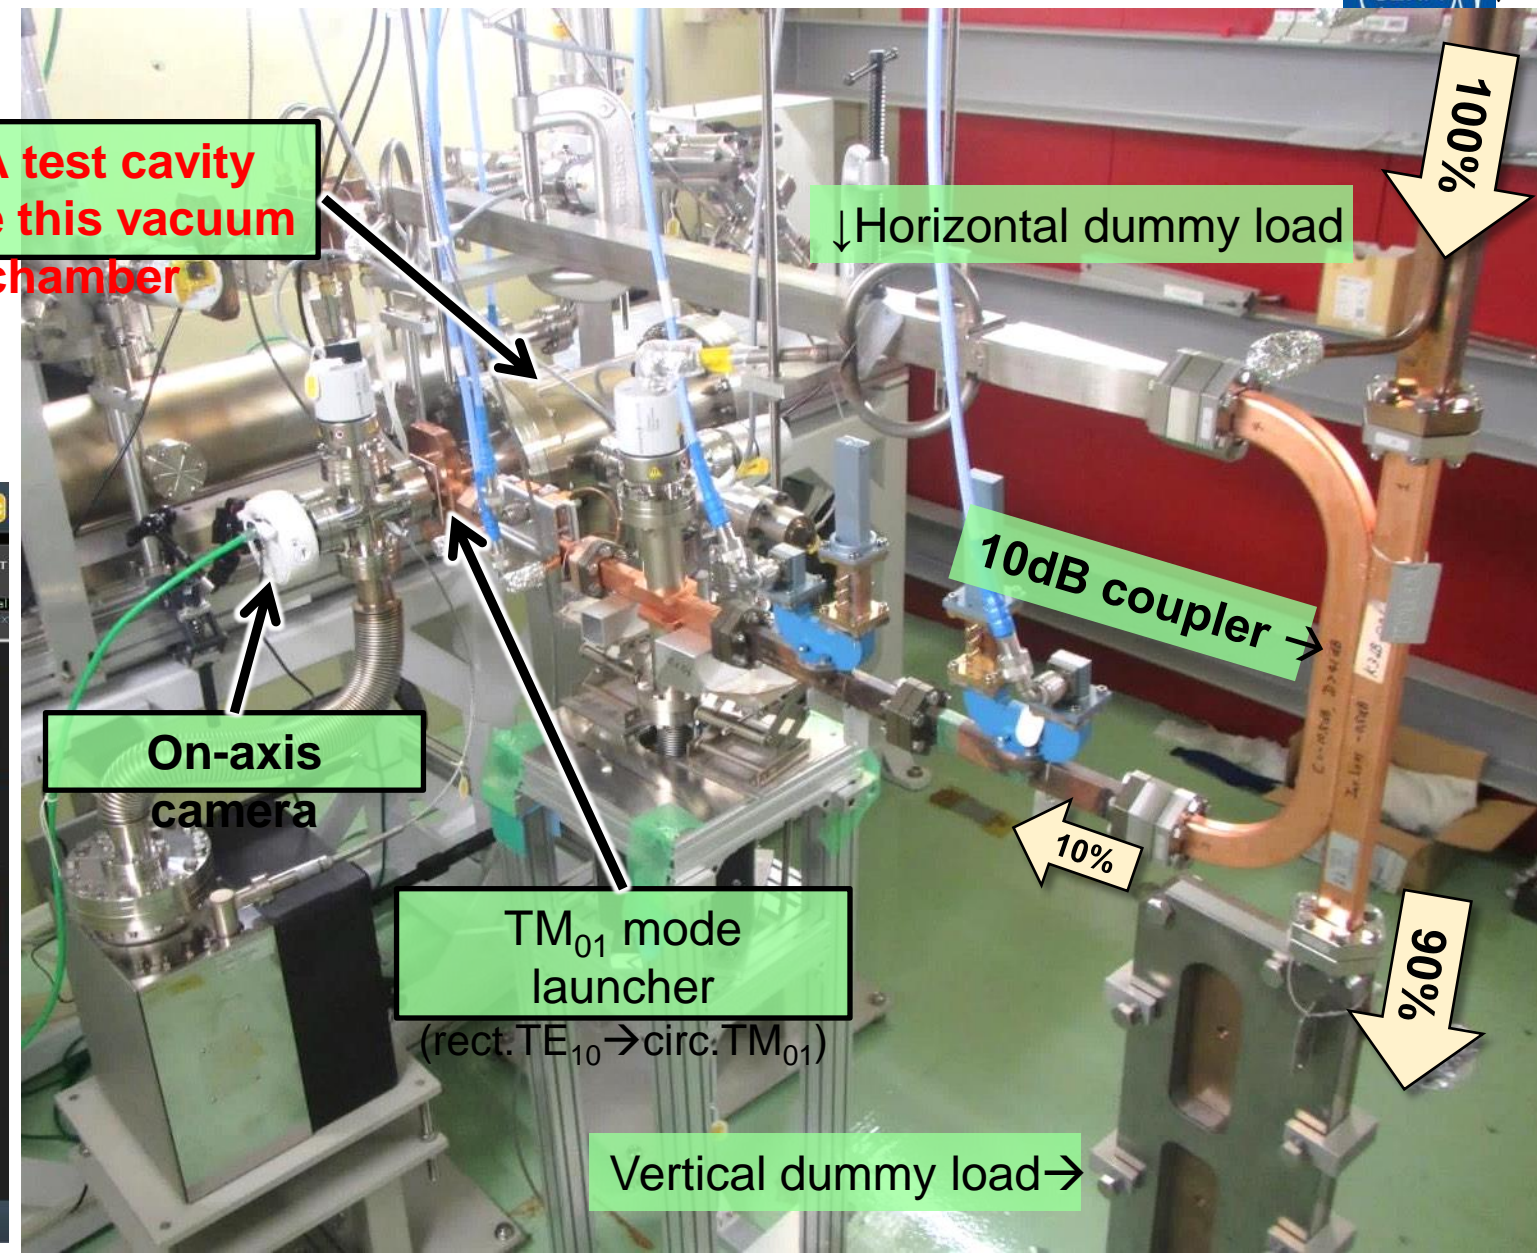 100%
A test cavity
e this vacuum
chamber
↓Horizontal dummy load
10dB coupler →
On-axis
camera
10%
TM₀₁ mode
launcher
(rect.TE₁₀→circ.TM₀₁)
90%
Vertical dummy load→